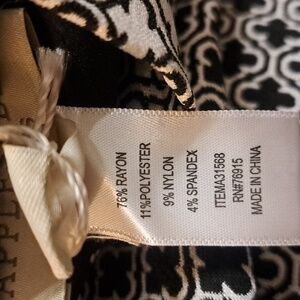 76% RAYON
11%POLYESTER
9% NYLON
4% SPANDEX
ITEMA31568
RN#76915
MADE IN CHINA